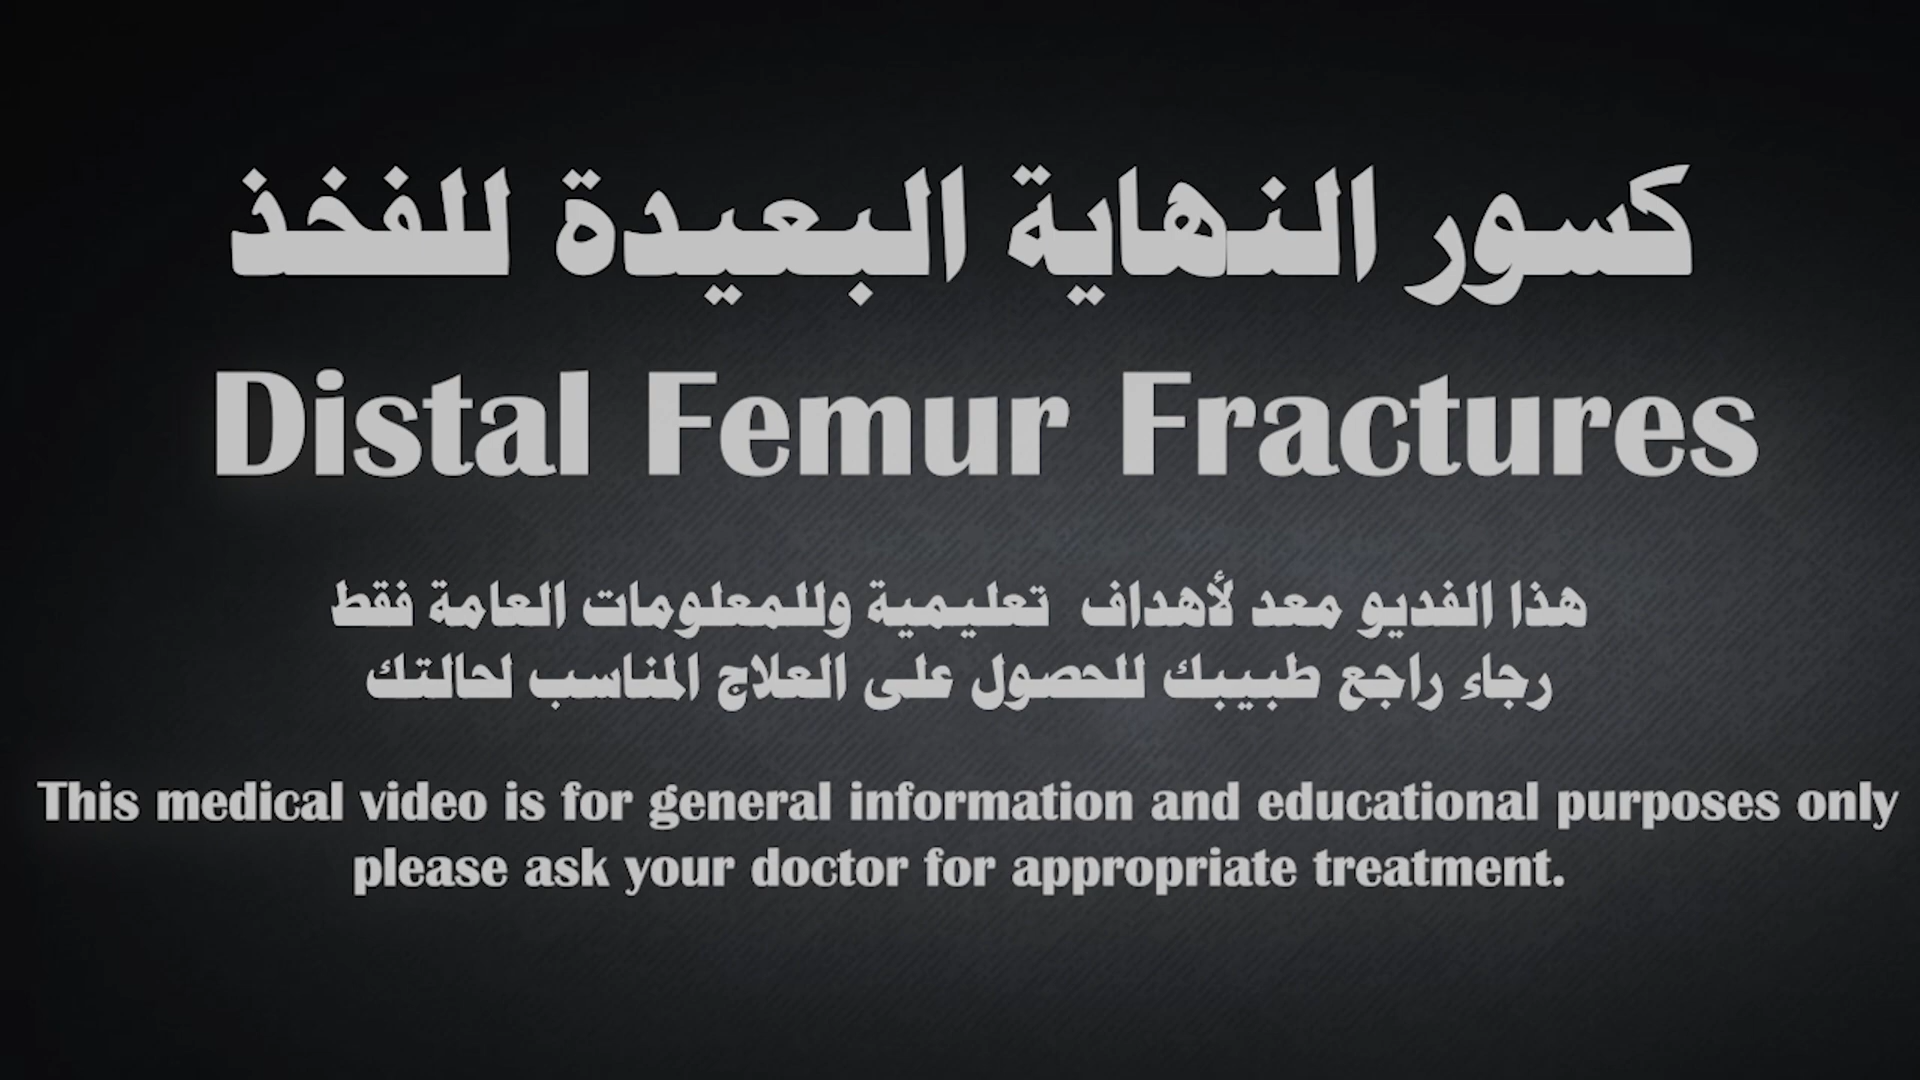 كسور النهاية البعيدة للفخذ
Distal Femur Fractures
هذا الفديو معد لأهداف تعليمية وللمعلومات العامة فقط
رجاء راجع طبيبك للحصول على العلاج المناسب لحالتك
This medical video is for general information and educational purposes only
please ask your doctor for appropriate treatment.